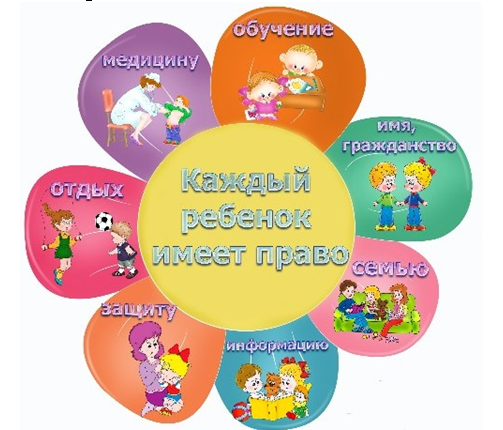 Каждый
ребенок
имеет право
обучение
имя,
гражданство
семью
информацию
защиту
отдых
медицину